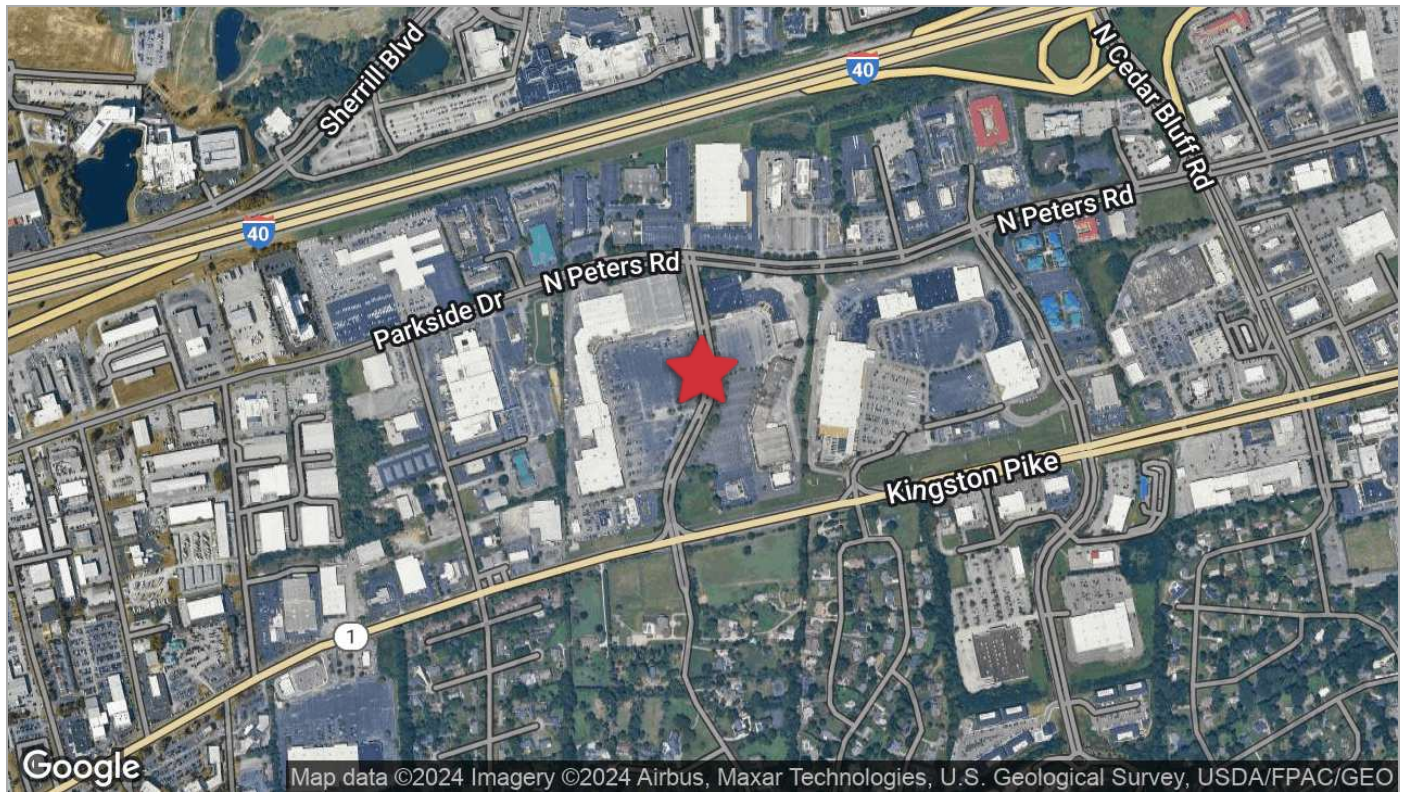 Sherrill Blvd
40
N Cedar Bluff Rd
40
N Peters Rd
N Peters Rd
Parkside Dr
Kingston Pike
1
Google
Map data ©2024 Imagery ©2024 Airbus, Maxar Technologies, U.S. Geological Survey, USDA/FPAC/GEO